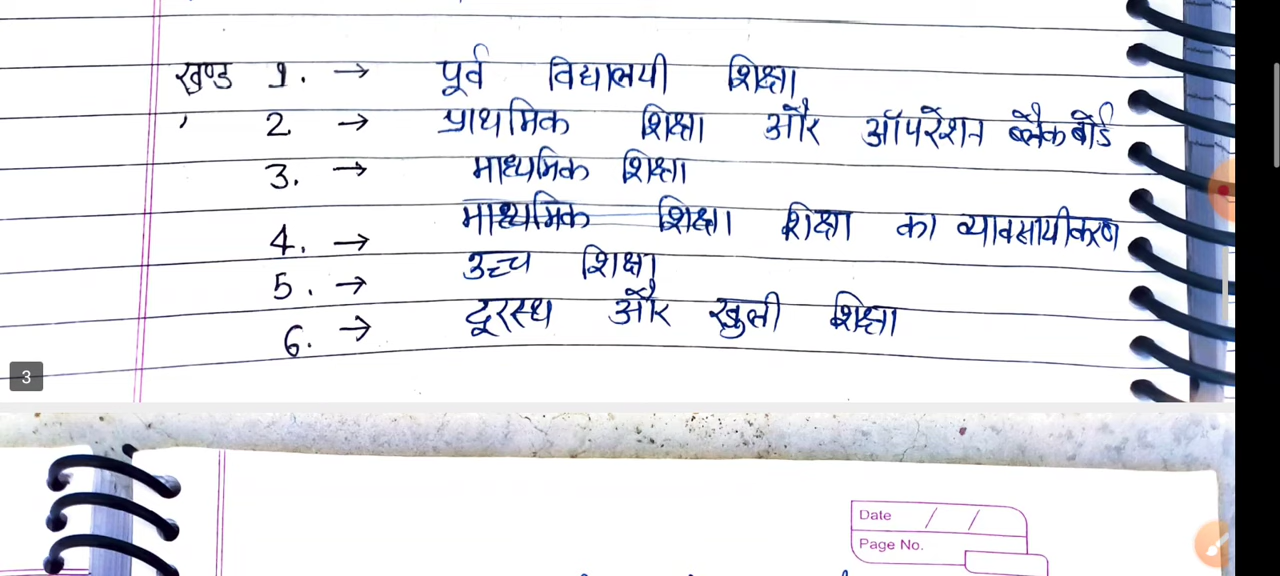 खण्ड 1. → पूर्व विद्यालयी शिक्षा
2 → प्राथमिक शिक्षा और ऑपरेशन ब्लैक बोर्ड
3. → माध्यमिक शिक्षा
4. → माध्यमिक शिक्षा शिक्षा का व्यावसायीकरण
5. → उच्च शिक्षा
6. → दूरस्थ और खुली शिक्षा
3
Date / /
Page No.